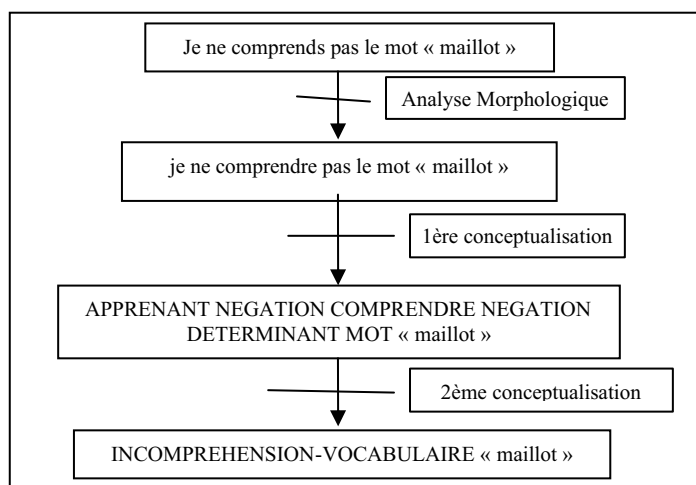 Je ne comprends pas le mot « maillot »
Analyse Morphologique
je ne comprendre pas le mot « maillot »
1ère conceptualisation
APPRENANT NEGATION COMPRENDRE NEGATION
DETERMINANT MOT « maillot »
2ème conceptualisation
INCOMPREHENSION-VOCABULAIRE « maillot »